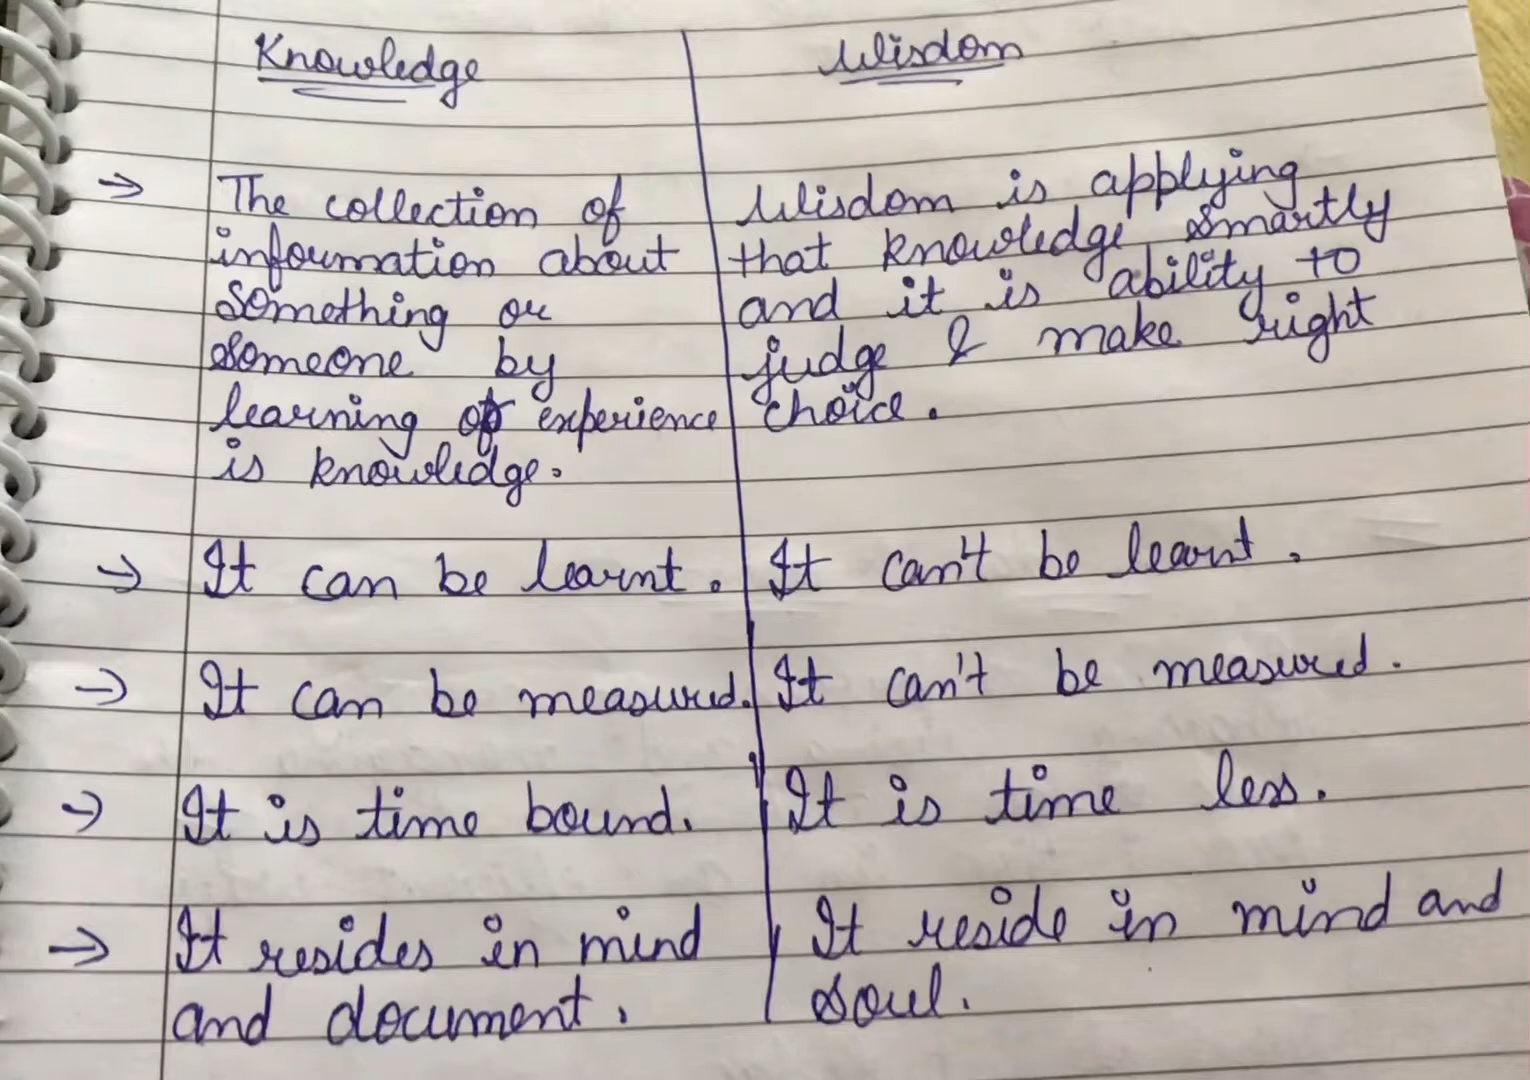 Knowledge
Wisdom
→ The collection of
information about
something or
someone by
learning or experience
is knowledge.
Wisdom is applying
that knowledge smartly
and it is ability to
judge & make right
choice.
→ It can be learnt.
It can't be learnt.
→ It can be measured.
It can't be measured.
→ It is time bound.
It is time less.
→ It resides in mind
and document.
It reside in mind and
soul.